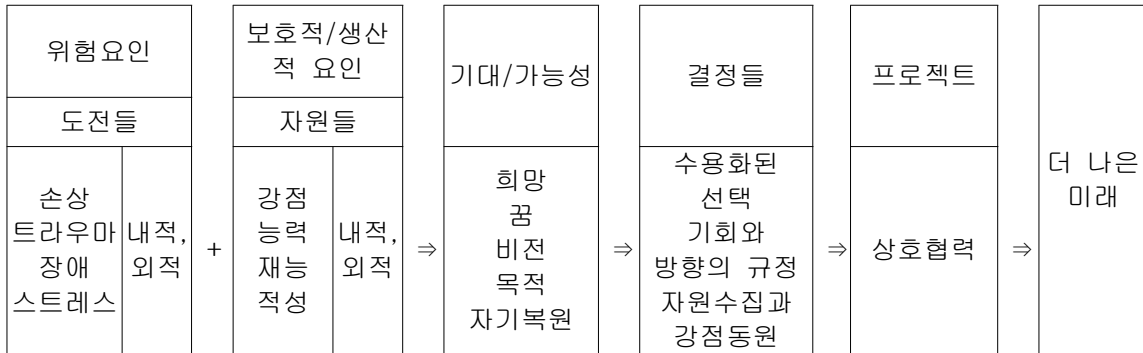 위험요인
도전들
손상
트라우마
장애
스트레스
내적,
외적
+
보호적/생산
적 요인
자원들
강점
능력
재능
적성
내적,
외적
⇒
기대/가능성
희망
꿈
비전
목적
자기복원
⇒
결정들
수용화된
선택
기회와
방향의 규정
자원수집과
강점동원
⇒
프로젝트
상호협력
⇒
더 나은
미래